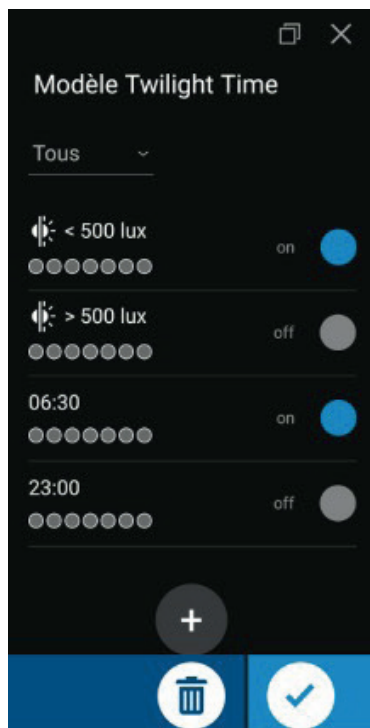 Modèle Twilight Time
Tous
< 500 lux
on
> 500 lux
off
06:30
on
23:00
off
+